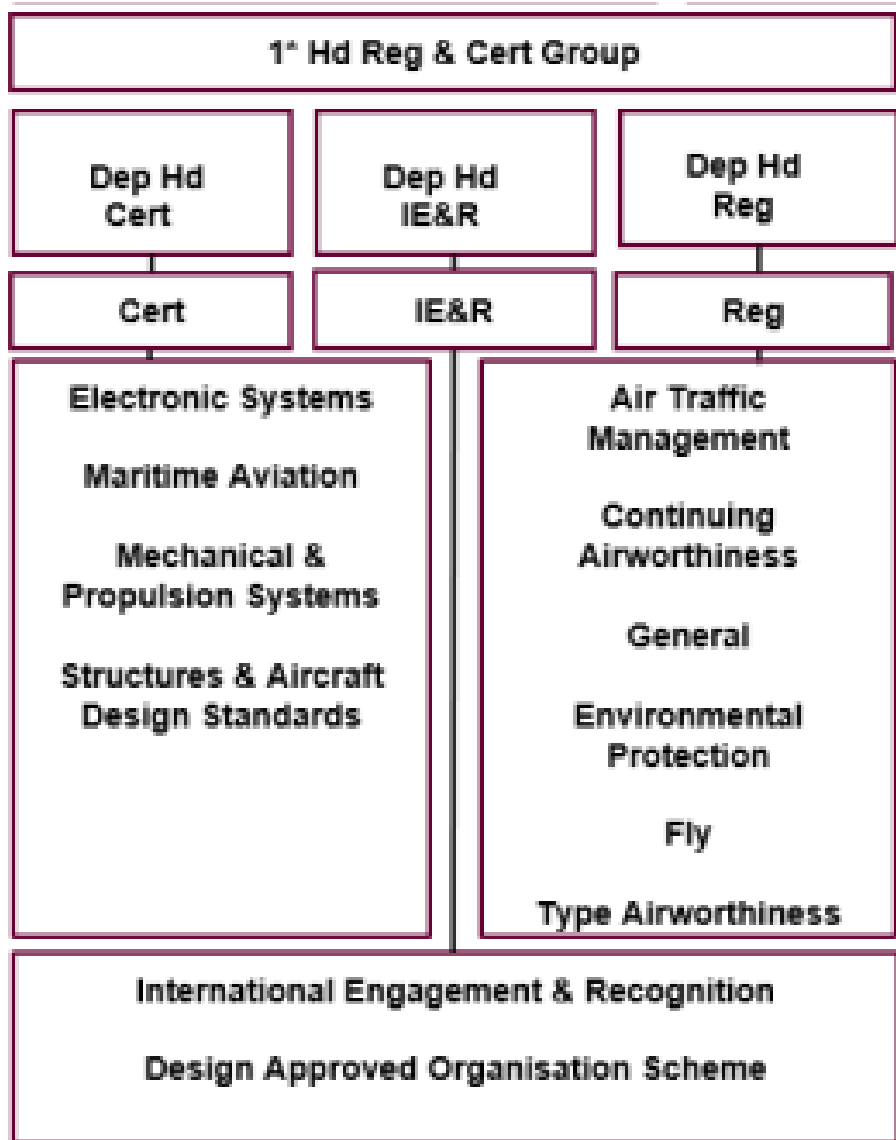 1* Hd Reg & Cert Group
Dep Hd
Cert
Dep Hd
IE&R
Dep Hd
Reg
Cert
IE&R
Reg
Electronic Systems
Maritime Aviation
Mechanical &
Propulsion Systems
Structures & Aircraft
Design Standards
Air Traffic
Management
Continuing
Airworthiness
General
Environmental
Protection
Fly
Type Airworthiness
International Engagement & Recognition
Design Approved Organisation Scheme